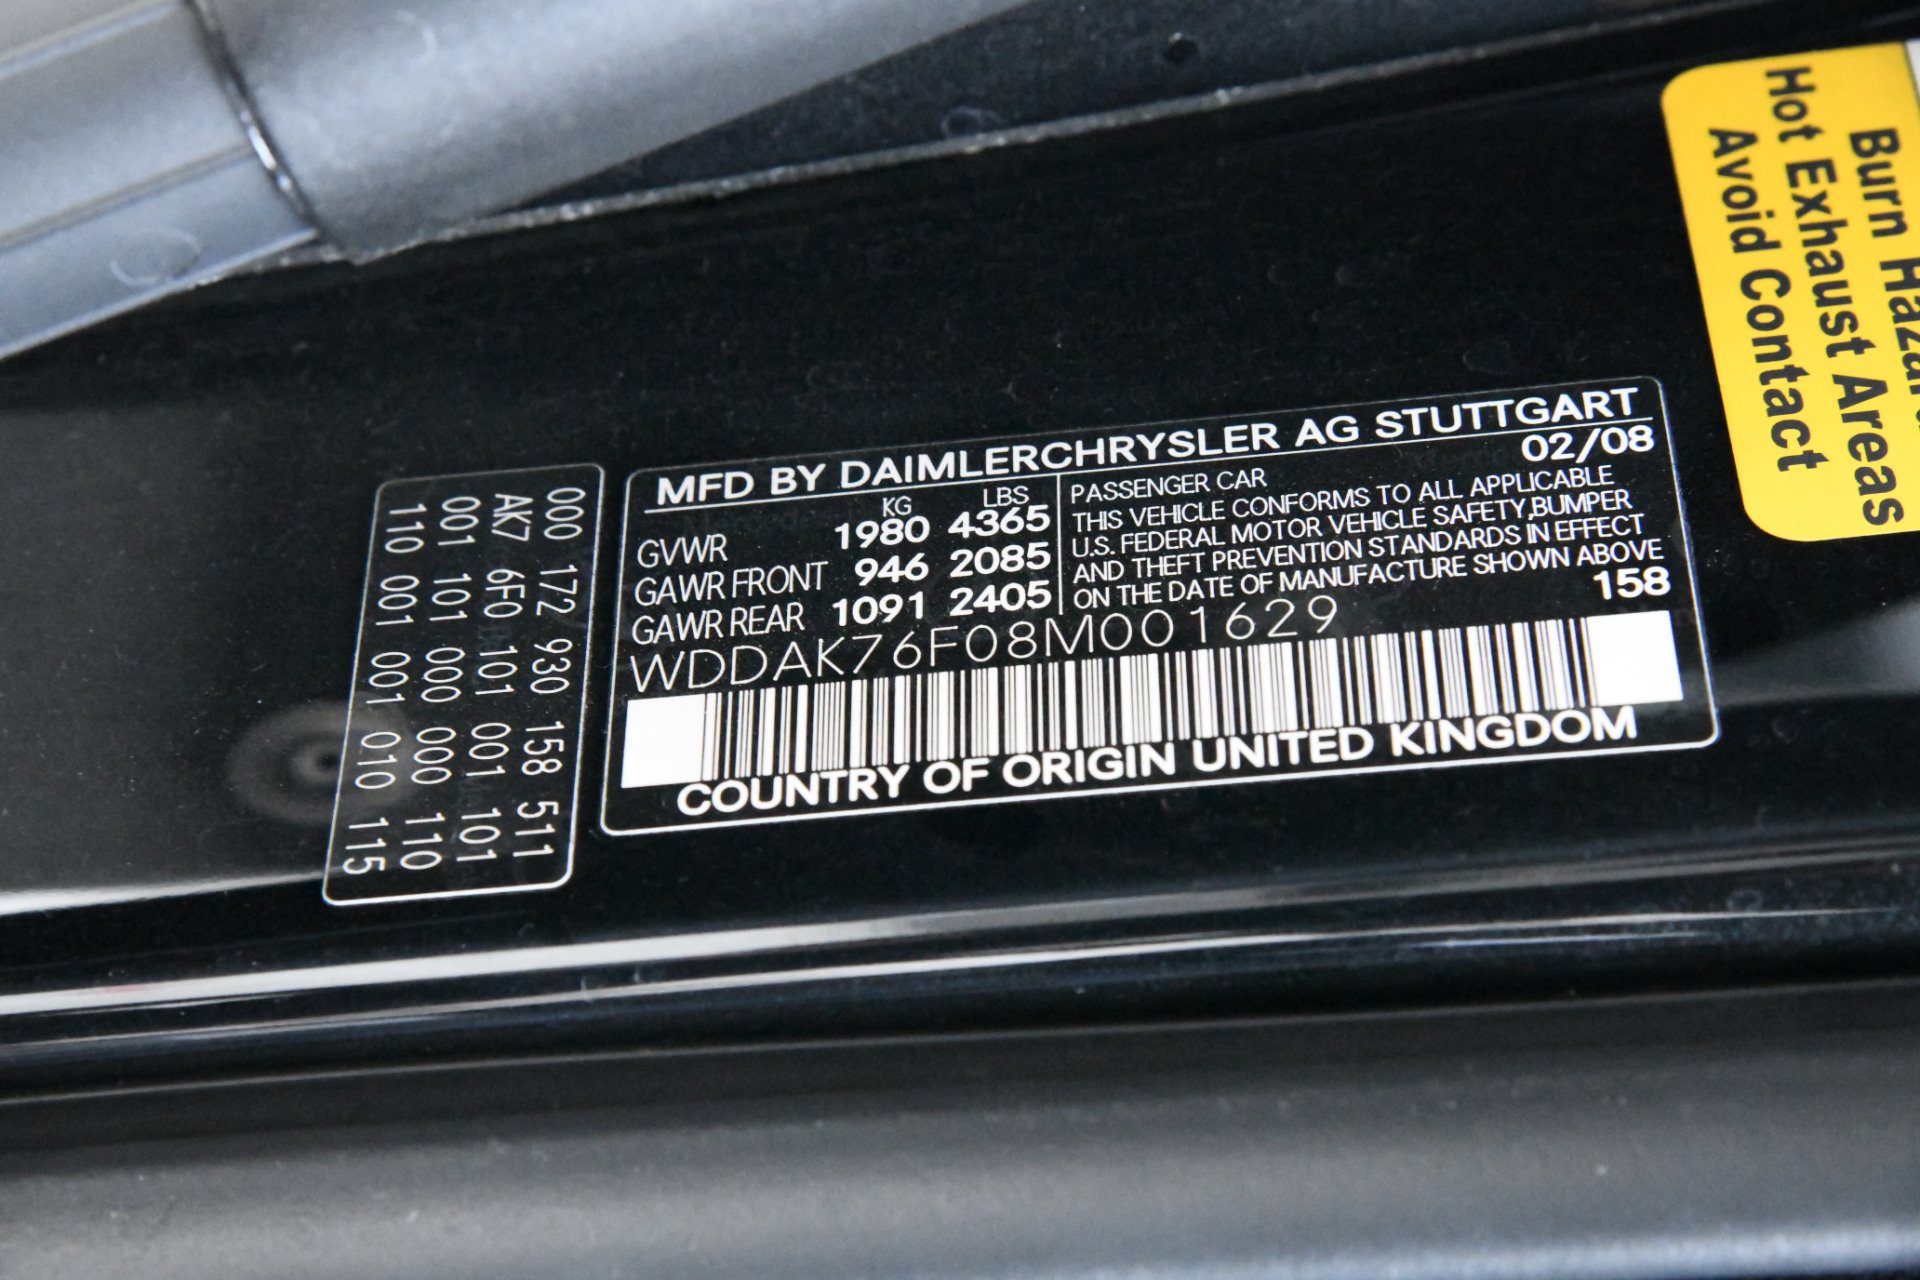 MFD BY DAIMLERCHRYSLER AG STUTTGART
02/08
KG LBS
GVWR 1980 4365
GAWR FRONT 946 2085
GAWR REAR 1091 2405
PASSENGER CAR
THIS VEHICLE CONFORMS TO ALL APPLICABLE
U.S. FEDERAL MOTOR VEHICLE SAFETY,BUMPER
AND THEFT PREVENTION STANDARDS IN EFFECT
ON THE DATE OF MANUFACTURE SHOWN ABOVE
158
WDDAK76F08M001629
COUNTRY OF ORIGIN UNITED KINGDOM
000 172 930 158 511
AK7 6F0 101 001 101
001 101 000 000 110
110 001 001 010 115
Burn
Hot Exhaust Areas
Avoid Contact